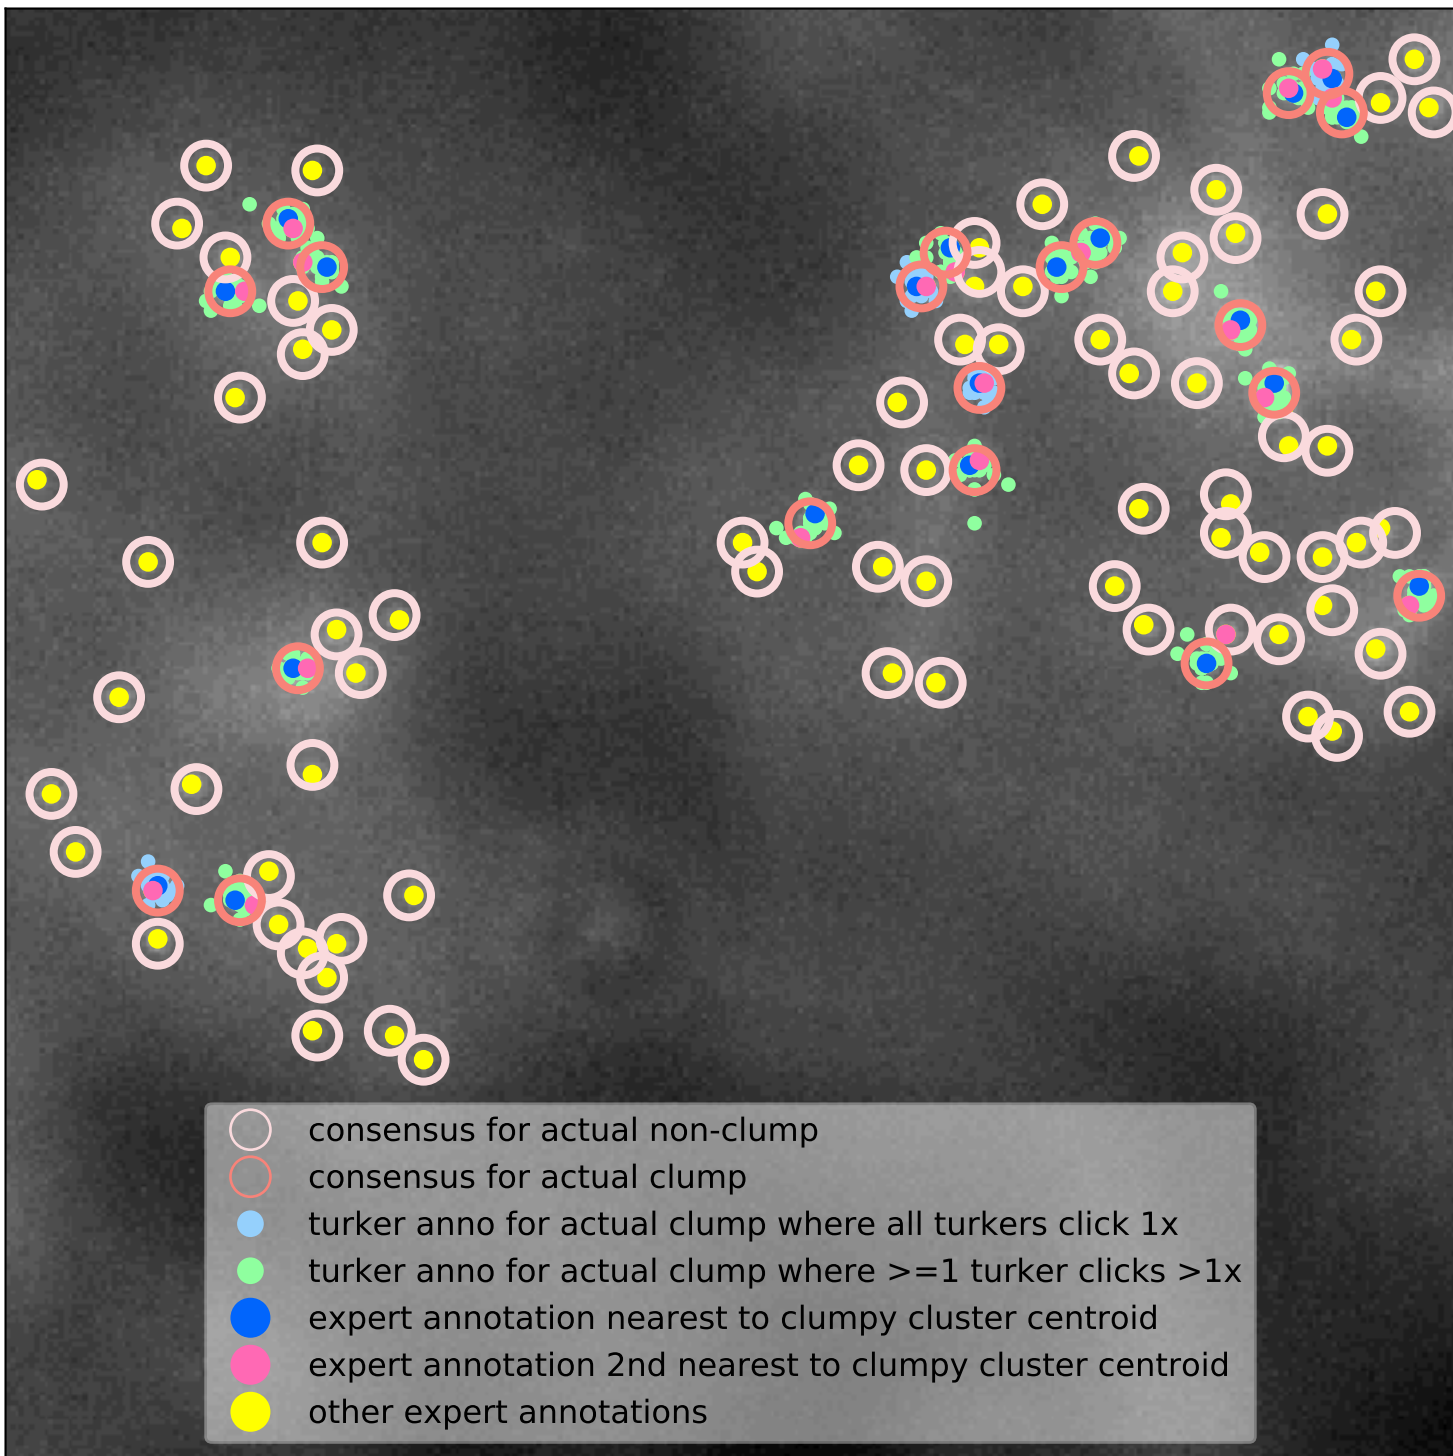 consensus for actual non-clump
consensus for actual clump
turker anno for actual clump where all turkers click 1x
turker anno for actual clump where >=1 turker clicks >1x
expert annotation nearest to clumpy cluster centroid
expert annotation 2nd nearest to clumpy cluster centroid
other expert annotations